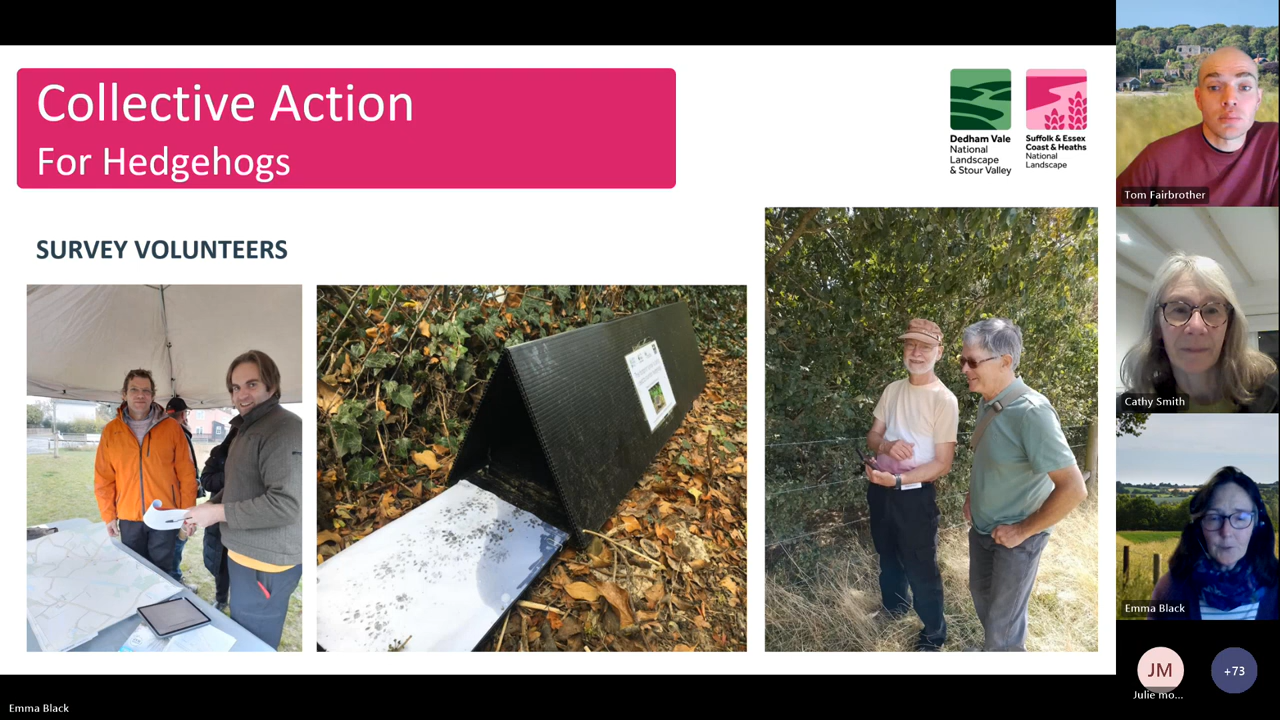 Collective Action
For Hedgehogs
Dedham Vale
National
Landscape
& Stour Valley
Suffolk & Essex
Coast & Heaths
National
Landscape
SURVEY VOLUNTEERS
Tom Fairbrother
Cathy Smith
Emma Black
JM
+73
Julie mo...
Emma Black